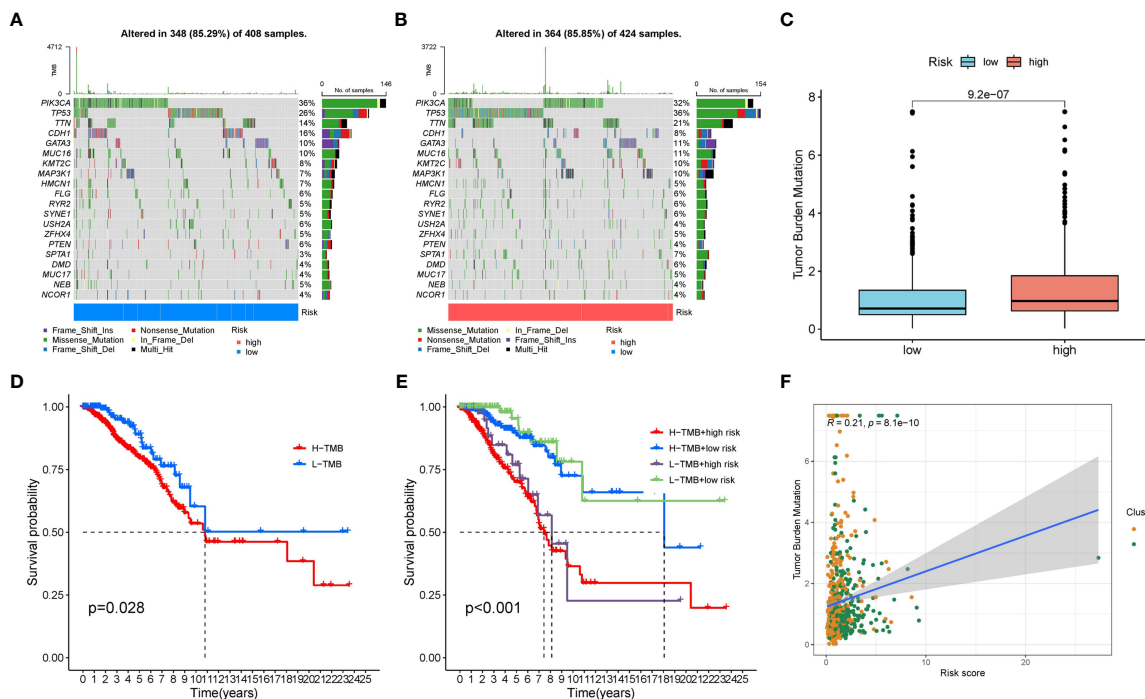 A
Altered in 348 (85.29%) of 408 samples.
4712
TMB
0
0 146
No. of samples
PIK3CA 36%
TP53 26%
TTN 14%
CDH1 16%
GATA3 10%
MUC16 10%
KMT2C 8%
MAP3K1 7%
HMCN1 7%
FLG 6%
RYR2 5%
SYNE1 5%
USH2A 6%
ZFHX4 5%
PTEN 6%
SPTA1 3%
DMD 4%
MUC17 4%
NEB 5%
NCOR1 4%
Risk
Frame_Shift_Ins Nonsense_Mutation Risk
Missense_Mutation In_Frame_Del high
Frame_Shift_Del Multi_Hit low
B
Altered in 364 (85.85%) of 424 samples.
3722
TMB
0
0 154
No. of samples
PIK3CA 32%
TP53 36%
TTN 21%
CDH1 8%
GATA3 11%
MUC16 11%
KMT2C 10%
MAP3K1 10%
HMCN1 5%
FLG 6%
RYR2 6%
SYNE1 5%
USH2A 4%
ZFHX4 5%
PTEN 4%
SPTA1 7%
DMD 6%
MUC17 5%
NEB 4%
NCOR1 4%
Risk
Missense_Mutation In_Frame_Del Risk
Nonsense_Mutation Frame_Shift_Ins high
Frame_Shift_Del Multi_Hit low
C
Risk low high
9.2e-07
Tumor Burden Mutation
8
6
4
2
0
low high
D
Survival probability
1.00
0.75
0.50
0.25
0.00
H-TMB
L-TMB
p=0.028
0 1 2 3 4 5 6 7 8 9 10 11 12 13 14 15 16 17 18 19 20 21 22 23 24 25
Time(years)
E
Survival probability
1.00
0.75
0.50
0.25
0.00
H-TMB+high risk
H-TMB+low risk
L-TMB+high risk
L-TMB+low risk
p<0.001
0 1 2 3 4 5 6 7 8 9 10 11 12 13 14 15 16 17 18 19 20 21 22 23 24 25
Time(years)
F
R = 0.21, p = 8.1e-10
Tumor Burden Mutation
6
4
2
0
0 10 20
Risk score
Clus